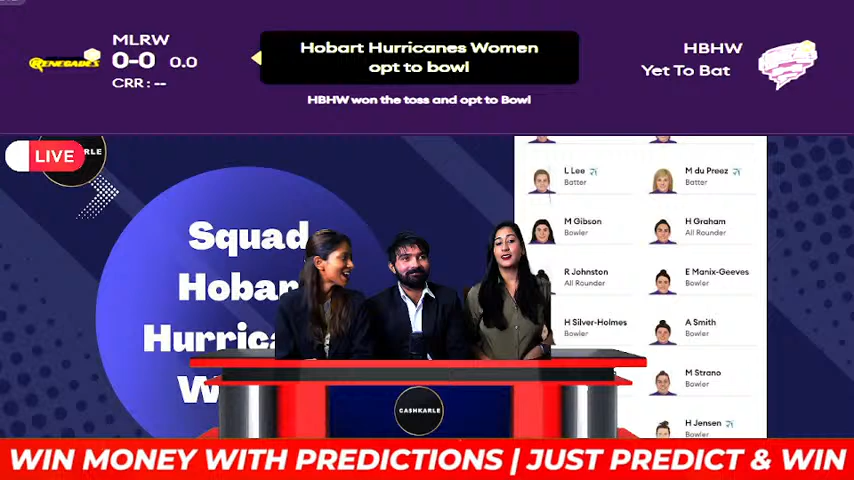 MLRW
0-0 0.0
CRR : --
RENEGADES
Hobart Hurricanes Women
opt to bowl
HBHW won the toss and opt to Bowl
HBHW
Yet To Bat
LIVE
Squad
Hobar
Hurrica
W
L Lee
Batter
M du Preez
Batter
M Gibson
Bowler
H Graham
All Rounder
R Johnston
All Rounder
E Manix-Geeves
Bowler
H Silver-Holmes
Bowler
A Smith
Bowler
M Strano
Bowler
H Jensen
Bowler
CASHKARLE
WIN MONEY WITH PREDICTIONS | JUST PREDICT & WIN